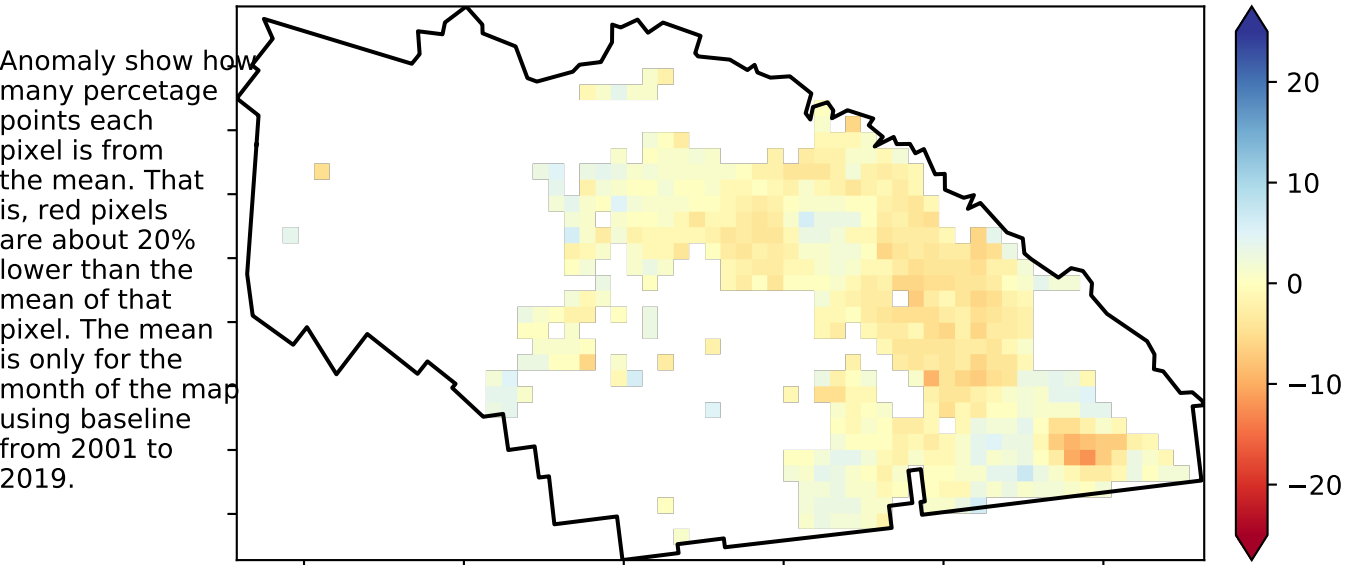 Anomaly show how
many percetage
points each
pixel is from
the mean. That
is, red pixels
are about 20%
lower than the
mean of that
pixel. The mean
is only for the
month of the map
using baseline
from 2001 to
2019.
20
10
0
−10
−20